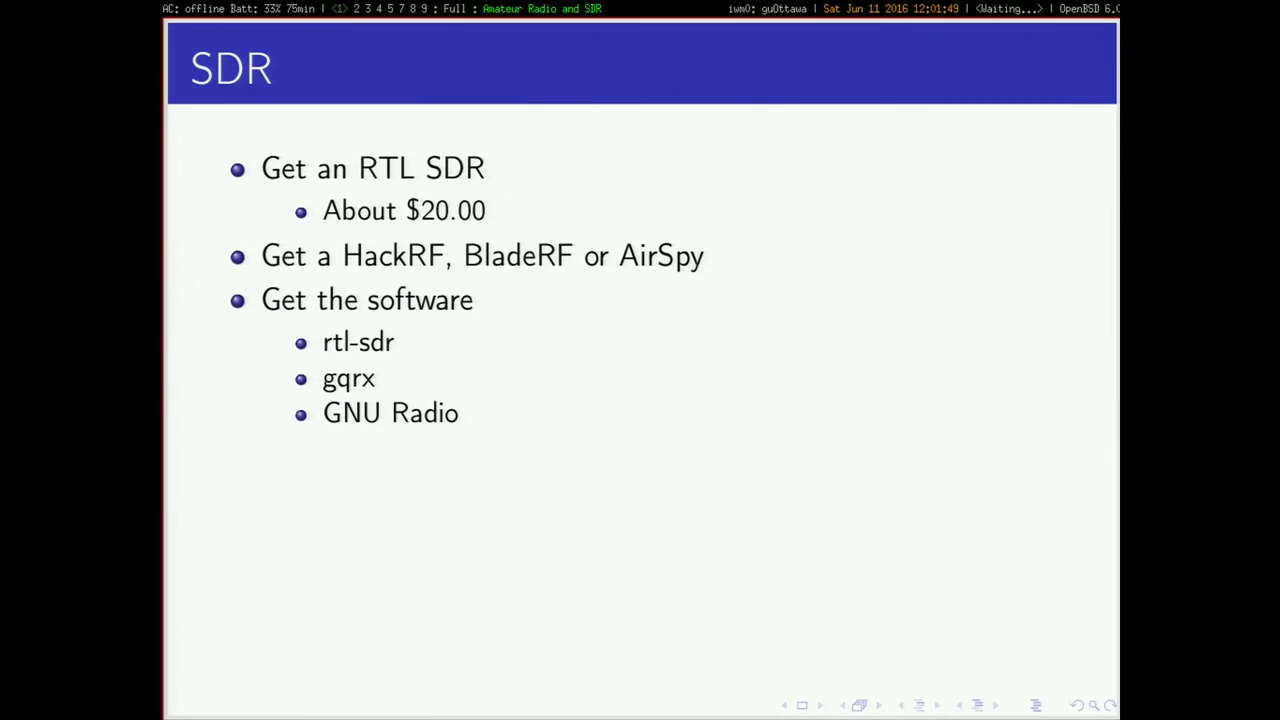 AC: offline Batt: 33% 75min | <1> 2 3 4 5 7 8 9 : Full : Amateur Radio and SDR iwm0: guOttawa | Sat Jun 11 2016 12:01:49 | <Waiting...> | OpenBSD 6.0
SDR
Get an RTL SDR
About $20.00
Get a HackRF, BladeRF or AirSpy
Get the software
rtl-sdr
gqrx
GNU Radio